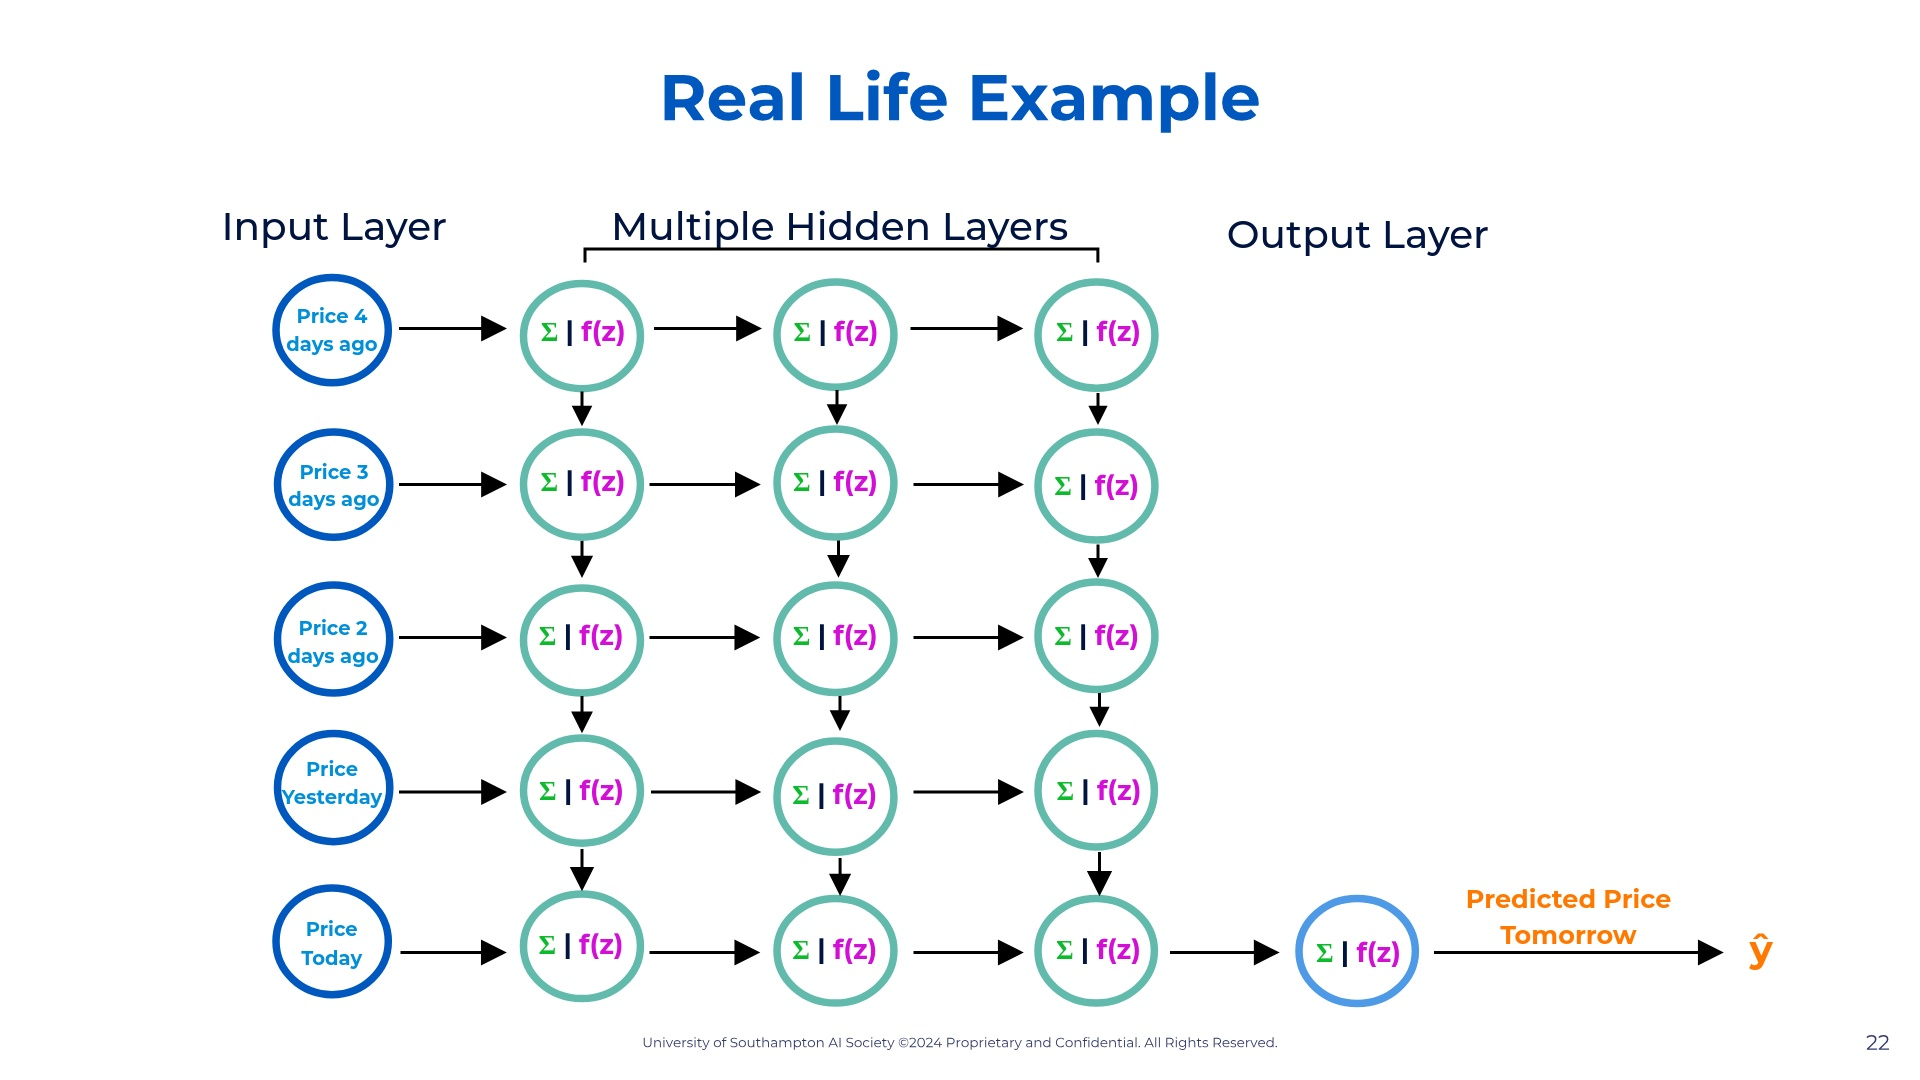 Real Life Example
Input Layer
Multiple Hidden Layers
Output Layer
Price 4
days ago
Σ | f(z)
Σ | f(z)
Σ | f(z)
Price 3
days ago
Σ | f(z)
Σ | f(z)
Σ | f(z)
Price 2
days ago
Σ | f(z)
Σ | f(z)
Σ | f(z)
Price
Yesterday
Σ | f(z)
Σ | f(z)
Σ | f(z)
Price
Today
Σ | f(z)
Σ | f(z)
Σ | f(z)
Σ | f(z)
Predicted Price
Tomorrow
ŷ
University of Southampton AI Society ©2024 Proprietary and Confidential. All Rights Reserved.
22